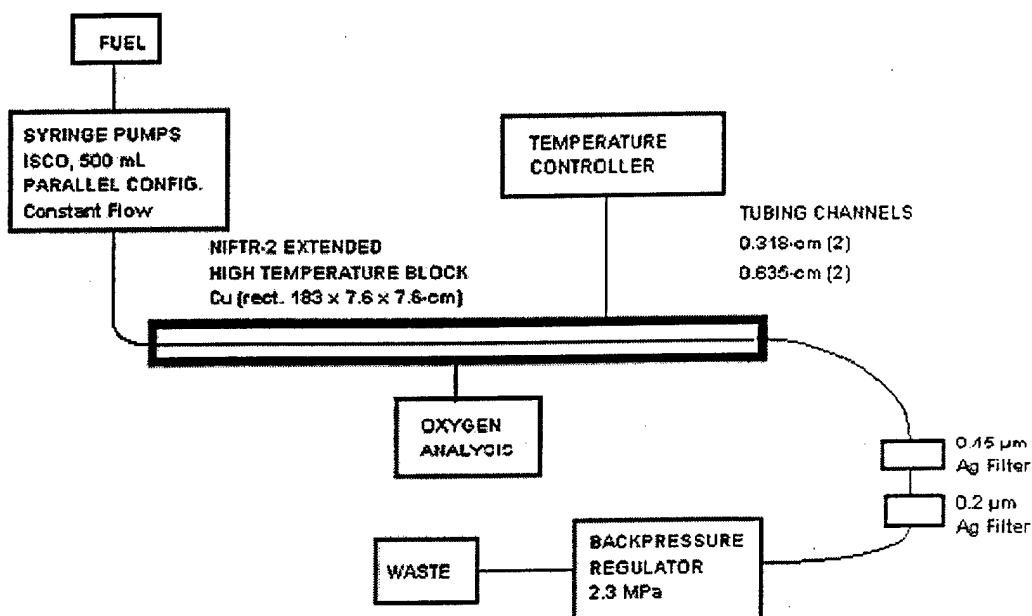 FUEL
SYRINGE PUMPS
ISCO, 500 mL
PARALLEL CONFIG.
Constant Flow
TEMPERATURE
CONTROLLER
TUBING CHANNELS
0.318-cm (2)
0.635-cm (2)
NIFTR-2 EXTENDED
HIGH TEMPERATURE BLOCK
Cu (rect. 183 x 7.6 x 7.6-cm)
OXYGEN
ANALYSIS
0.45 µm
Ag Filter
0.2 µm
Ag Filter
BACKPRESSURE
REGULATOR
2.3 MPa
WASTE